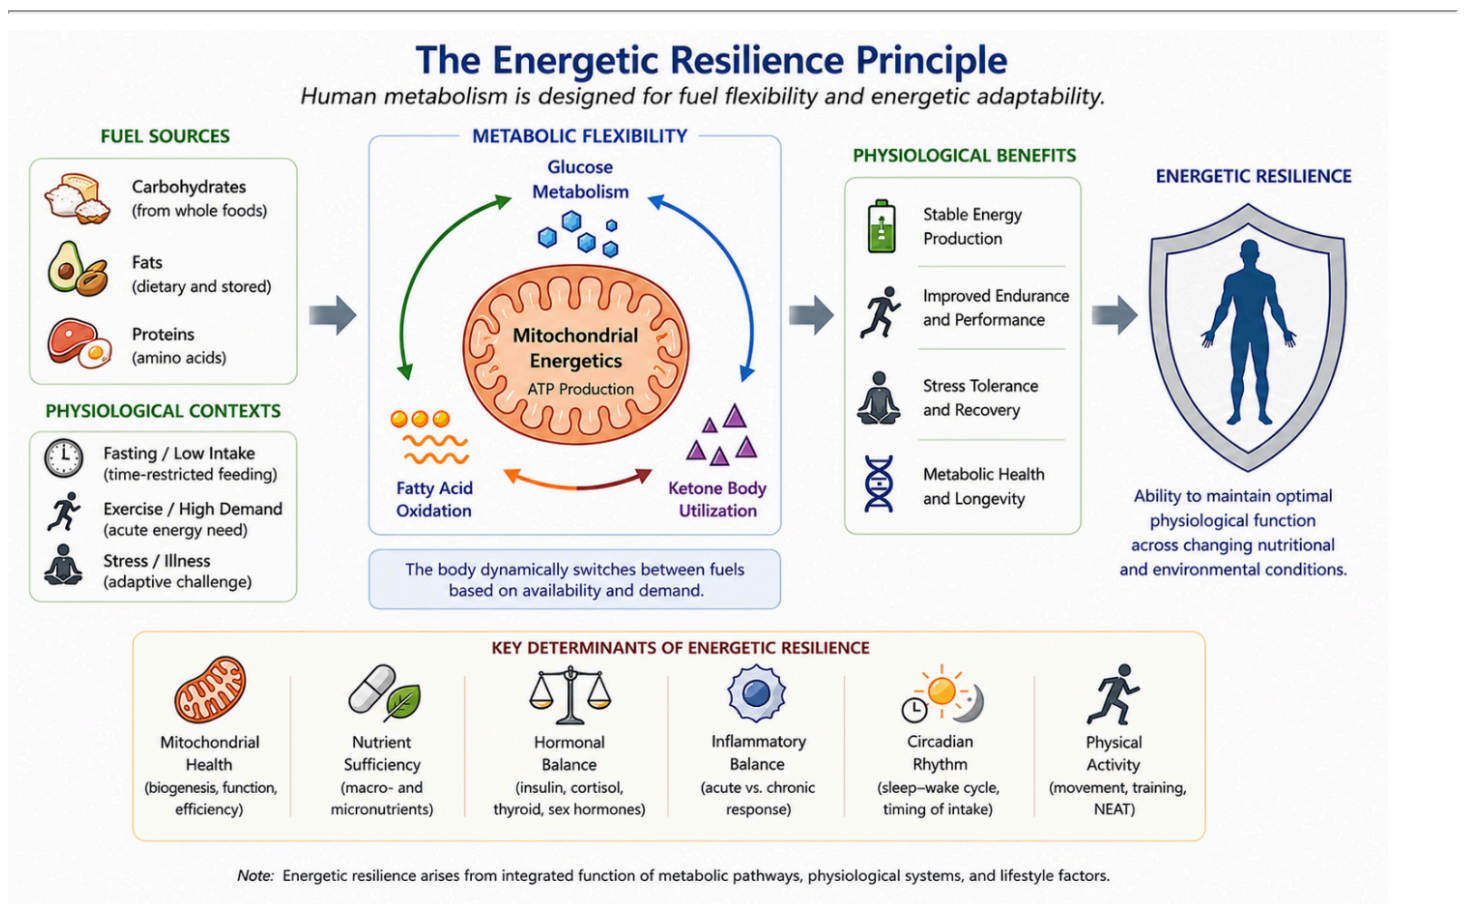 The Energetic Resilience Principle
Human metabolism is designed for fuel flexibility and energetic adaptability.
FUEL SOURCES
Carbohydrates
(from whole foods)
Fats
(dietary and stored)
Proteins
(amino acids)
PHYSIOLOGICAL CONTEXTS
Fasting / Low Intake
(time-restricted feeding)
Exercise / High Demand
(acute energy need)
Stress / Illness
(adaptive challenge)
METABOLIC FLEXIBILITY
Glucose
Metabolism
Mitochondrial
Energetics
ATP Production
Fatty Acid
Oxidation
Ketone Body
Utilization
The body dynamically switches between fuels
based on availability and demand.
PHYSIOLOGICAL BENEFITS
Stable Energy
Production
Improved Endurance
and Performance
Stress Tolerance
and Recovery
Metabolic Health
and Longevity
ENERGETIC RESILIENCE
Ability to maintain optimal
physiological function
across changing nutritional
and environmental conditions.
KEY DETERMINANTS OF ENERGETIC RESILIENCE
Mitochondrial
Health
(biogenesis, function,
efficiency)
Nutrient
Sufficiency
(macro- and
micronutrients)
Hormonal
Balance
(insulin, cortisol,
thyroid, sex hormones)
Inflammatory
Balance
(acute vs. chronic
response)
Circadian
Rhythm
(sleep–wake cycle,
timing of intake)
Physical
Activity
(movement, training,
NEAT)
Note: Energetic resilience arises from integrated function of metabolic pathways, physiological systems, and lifestyle factors.